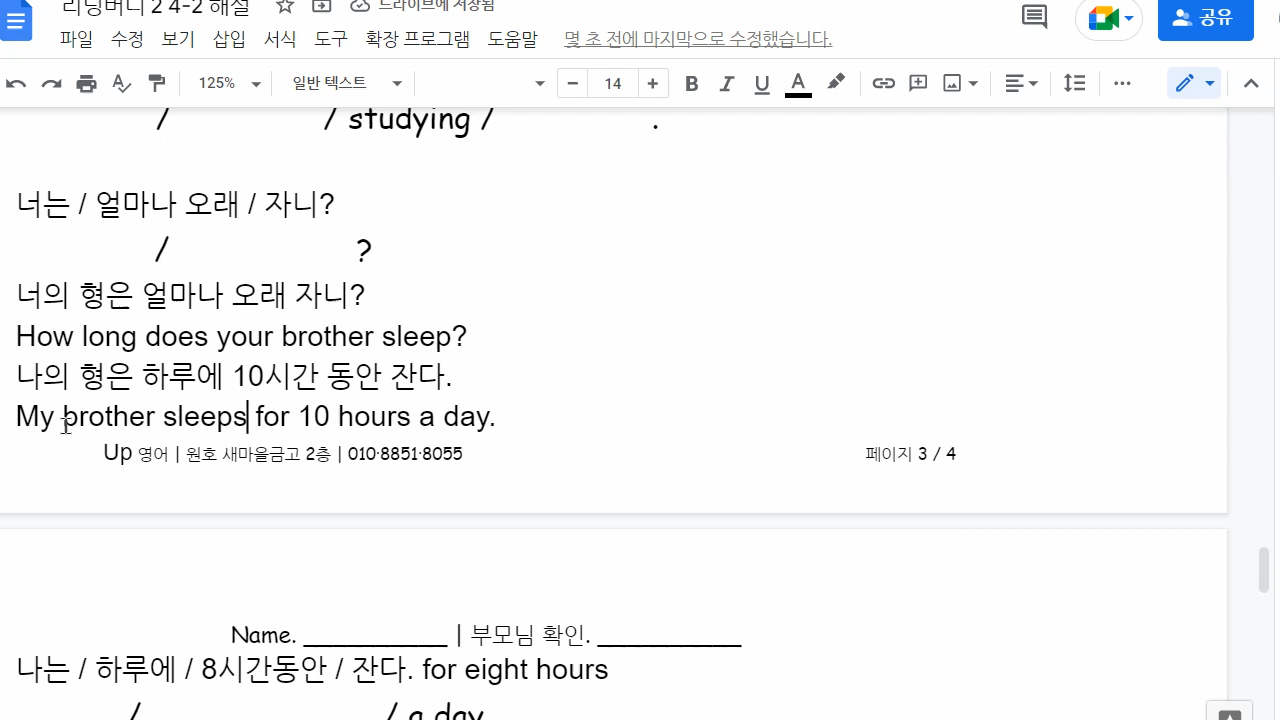 리딩버디 2 4-2 해설
드라이브에 저장됨
파일 수정 보기 삽입 서식 도구 확장 프로그램 도움말 몇 초 전에 마지막으로 수정했습니다.
공유
125% 일반 텍스트 14 B I U A
/ / studying / .
너는 / 얼마나 오래 / 자니?
/ ?
너의 형은 얼마나 오래 자니?
How long does your brother sleep?
나의 형은 하루에 10시간 동안 잔다.
My brother sleeps for 10 hours a day.
Up 영어 | 원호 새마을금고 2층 | 010·8851·8055 페이지 3 / 4
Name. ____________ | 부모님 확인. ____________
나는 / 하루에 / 8시간동안 / 잔다. for eight hours
/ / a day